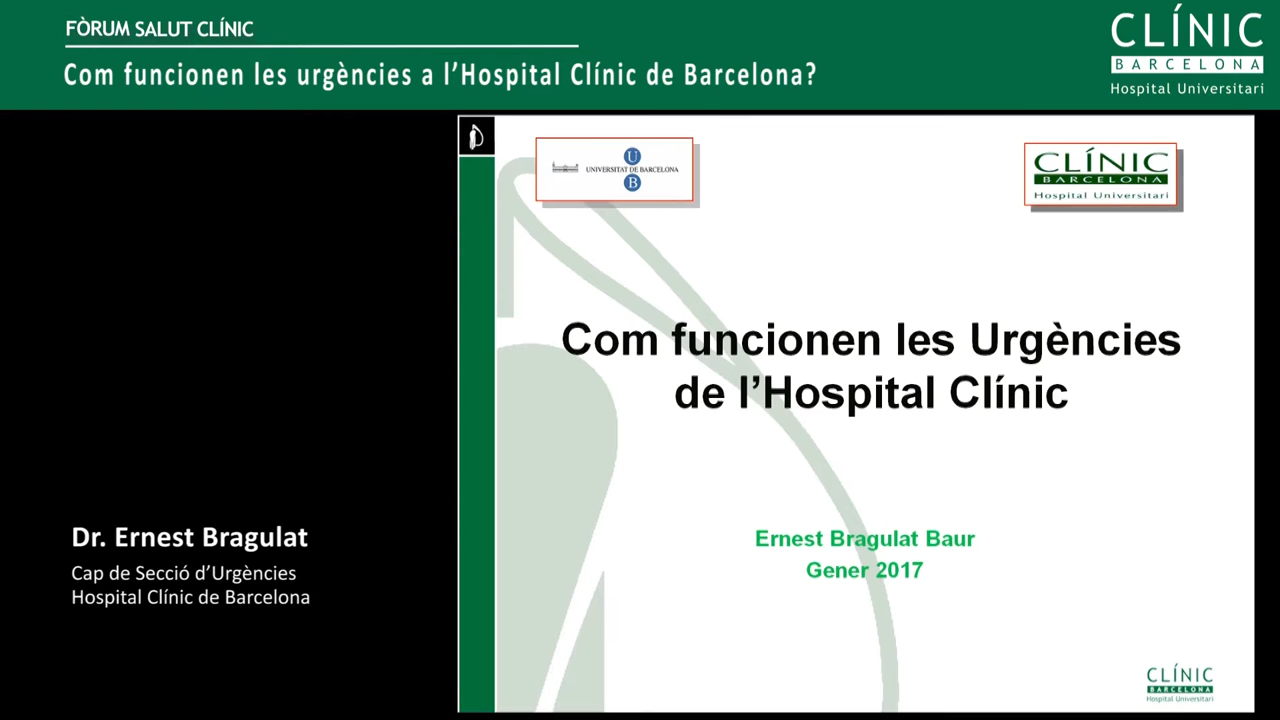 FÒRUM SALUT CLÍNIC
Com funcionen les urgències a l’Hospital Clínic de Barcelona?
CLÍNIC
BARCELONA
Hospital Universitari
U
UNIVERSITAT DE BARCELONA
B
CLÍNIC
BARCELONA
Hospital Universitari
Com funcionen les Urgències
de l’Hospital Clínic
Ernest Bragulat Baur
Gener 2017
Dr. Ernest Bragulat
Cap de Secció d’Urgències
Hospital Clínic de Barcelona
CLÍNIC
BARCELONA
Hospital Universitari